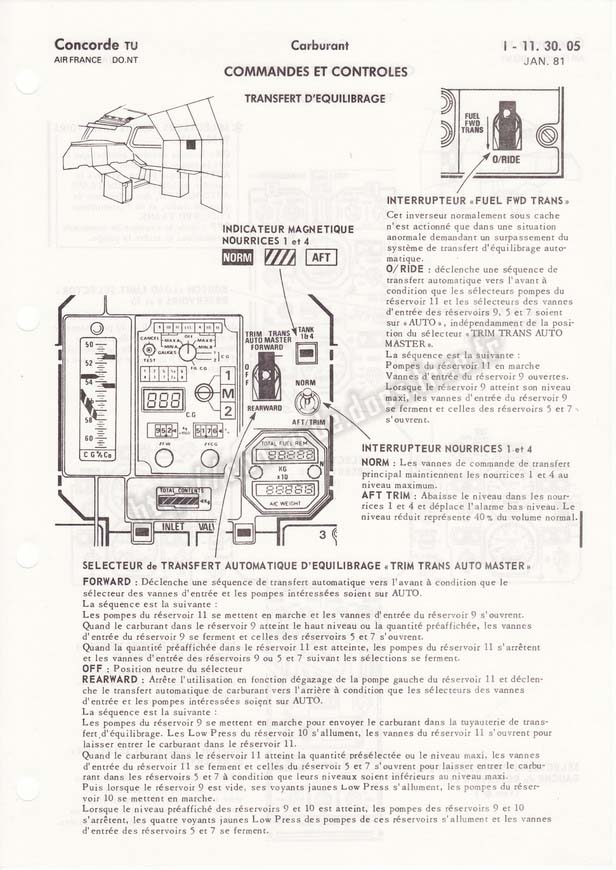 Concorde TU
Carburant
I - 11. 30. 05
AIR FRANCE DO.NT
JAN. 81
COMMANDES ET CONTROLES
TRANSFERT D'EQUILIBRAGE
FUEL
FWD
TRANS
O/RIDE
INTERRUPTEUR «FUEL FWD TRANS»
Cet inverseur normalement sous cache
n'est actionné que dans une situation
anormale demandant un surpassement du
système de transfert d'équilibrage auto-
matique.
O/RIDE : déclenche une séquence de
transfert automatique vers l'avant à
condition que les sélecteurs pompes du
réservoir 11 et les sélecteurs des vannes
d'entrée des réservoirs 9, 5 et 7 soient
sur «AUTO», indépendamment de la posi-
tion du sélecteur «TRIM TRANS AUTO
MASTER».
La séquence est la suivante :
Pompes du réservoir 11 en marche
Vannes d'entrée du réservoir 9 ouvertes.
Lorsque le réservoir 9 atteint son niveau
maxi, les vannes d'entrée du réservoir 9
se ferment et celles des réservoirs 5 et 7
s'ouvrent.
INDICATEUR MAGNETIQUE
NOURRICES 1 et 4
NORM
AFT
50
52
54
56
58
60
C G % Co
CANCEL
TEST
OFF
MAX A
MIN A
MAX B
MIN B
GAUGES
C G
1
M
2
C.G
ZFW
ZFCG
TRIM TRANS
AUTO MASTER
FORWARD
OFF
REARWARD
TANK
1&4
NORM
AFT/TRIM
TOTAL FUEL REM.
KG
x10
A/C WEIGHT
TOTAL CONTENTS
INLET VAL
3
INTERRUPTEUR NOURRICES 1 et 4
NORM : Les vannes de commande de transfert
principal maintiennent les nourrices 1 et 4 au
niveau maximum.
AFT TRIM : Abaisse le niveau dans les nour-
rices 1 et 4 et déplace l'alarme bas niveau. Le
niveau réduit représente 40 % du volume normal.
SELECTEUR de TRANSFERT AUTOMATIQUE D'EQUILIBRAGE «TRIM TRANS AUTO MASTER»
FORWARD : Déclenche une séquence de transfert automatique vers l'avant à condition que le
sélecteur des vannes d'entrée et les pompes intéressées soient sur AUTO.
La séquence est la suivante :
Les pompes du réservoir 11 se mettent en marche et les vannes d'entrée du réservoir 9 s'ouvrent.
Quand le carburant dans le réservoir 9 atteint le haut niveau ou la quantité préaffichée, les vannes
d'entrée du réservoir 9 se ferment et celles des réservoirs 5 et 7 s'ouvrent.
Quand la quantité préaffichée dans le réservoir 11 est atteinte, les pompes du réservoir 11 s'arrêtent
et les vannes d'entrée des réservoirs 9 ou 5 et 7 suivant les sélections se ferment.
OFF : Position neutre du sélecteur
REARWARD : Arrête l'utilisation en fonction dégazage de la pompe gauche du réservoir 11 et déclen-
che le transfert automatique de carburant vers l'arrière à condition que les sélecteurs des vannes
d'entrée et les pompes intéressées soient sur AUTO.
La séquence est la suivante :
Les pompes du réservoir 9 se mettent en marche pour envoyer le carburant dans la tuyauterie de trans-
fert d'équilibrage. Les Low Press du réservoir 10 s'allument, les vannes du réservoir 11 s'ouvrent pour
laisser entrer le carburant dans le réservoir 11.
Quand le carburant dans le réservoir 11 atteint la quantité présélectée ou le niveau maxi, les vannes
d'entrée du réservoir 11 se ferment et celles du réservoir 5 et 7 s'ouvrent pour laisser entrer le carbu-
rant dans les réservoirs 5 et 7 à condition que leurs niveaux soient inférieurs au niveau maxi.
Puis lorsque le réservoir 9 est vide, ses voyants jaunes Low Press s'allument, les pompes du réser-
voir 10 se mettent en marche.
Lorsque le niveau préaffiché des réservoirs 9 et 10 est atteint, les pompes des réservoirs 9 et 10
s'arrêtent, les quatre voyants jaunes Low Press des pompes de ces réservoirs s'allument et les vannes
d'entrée des réservoirs 5 et 7 se ferment.